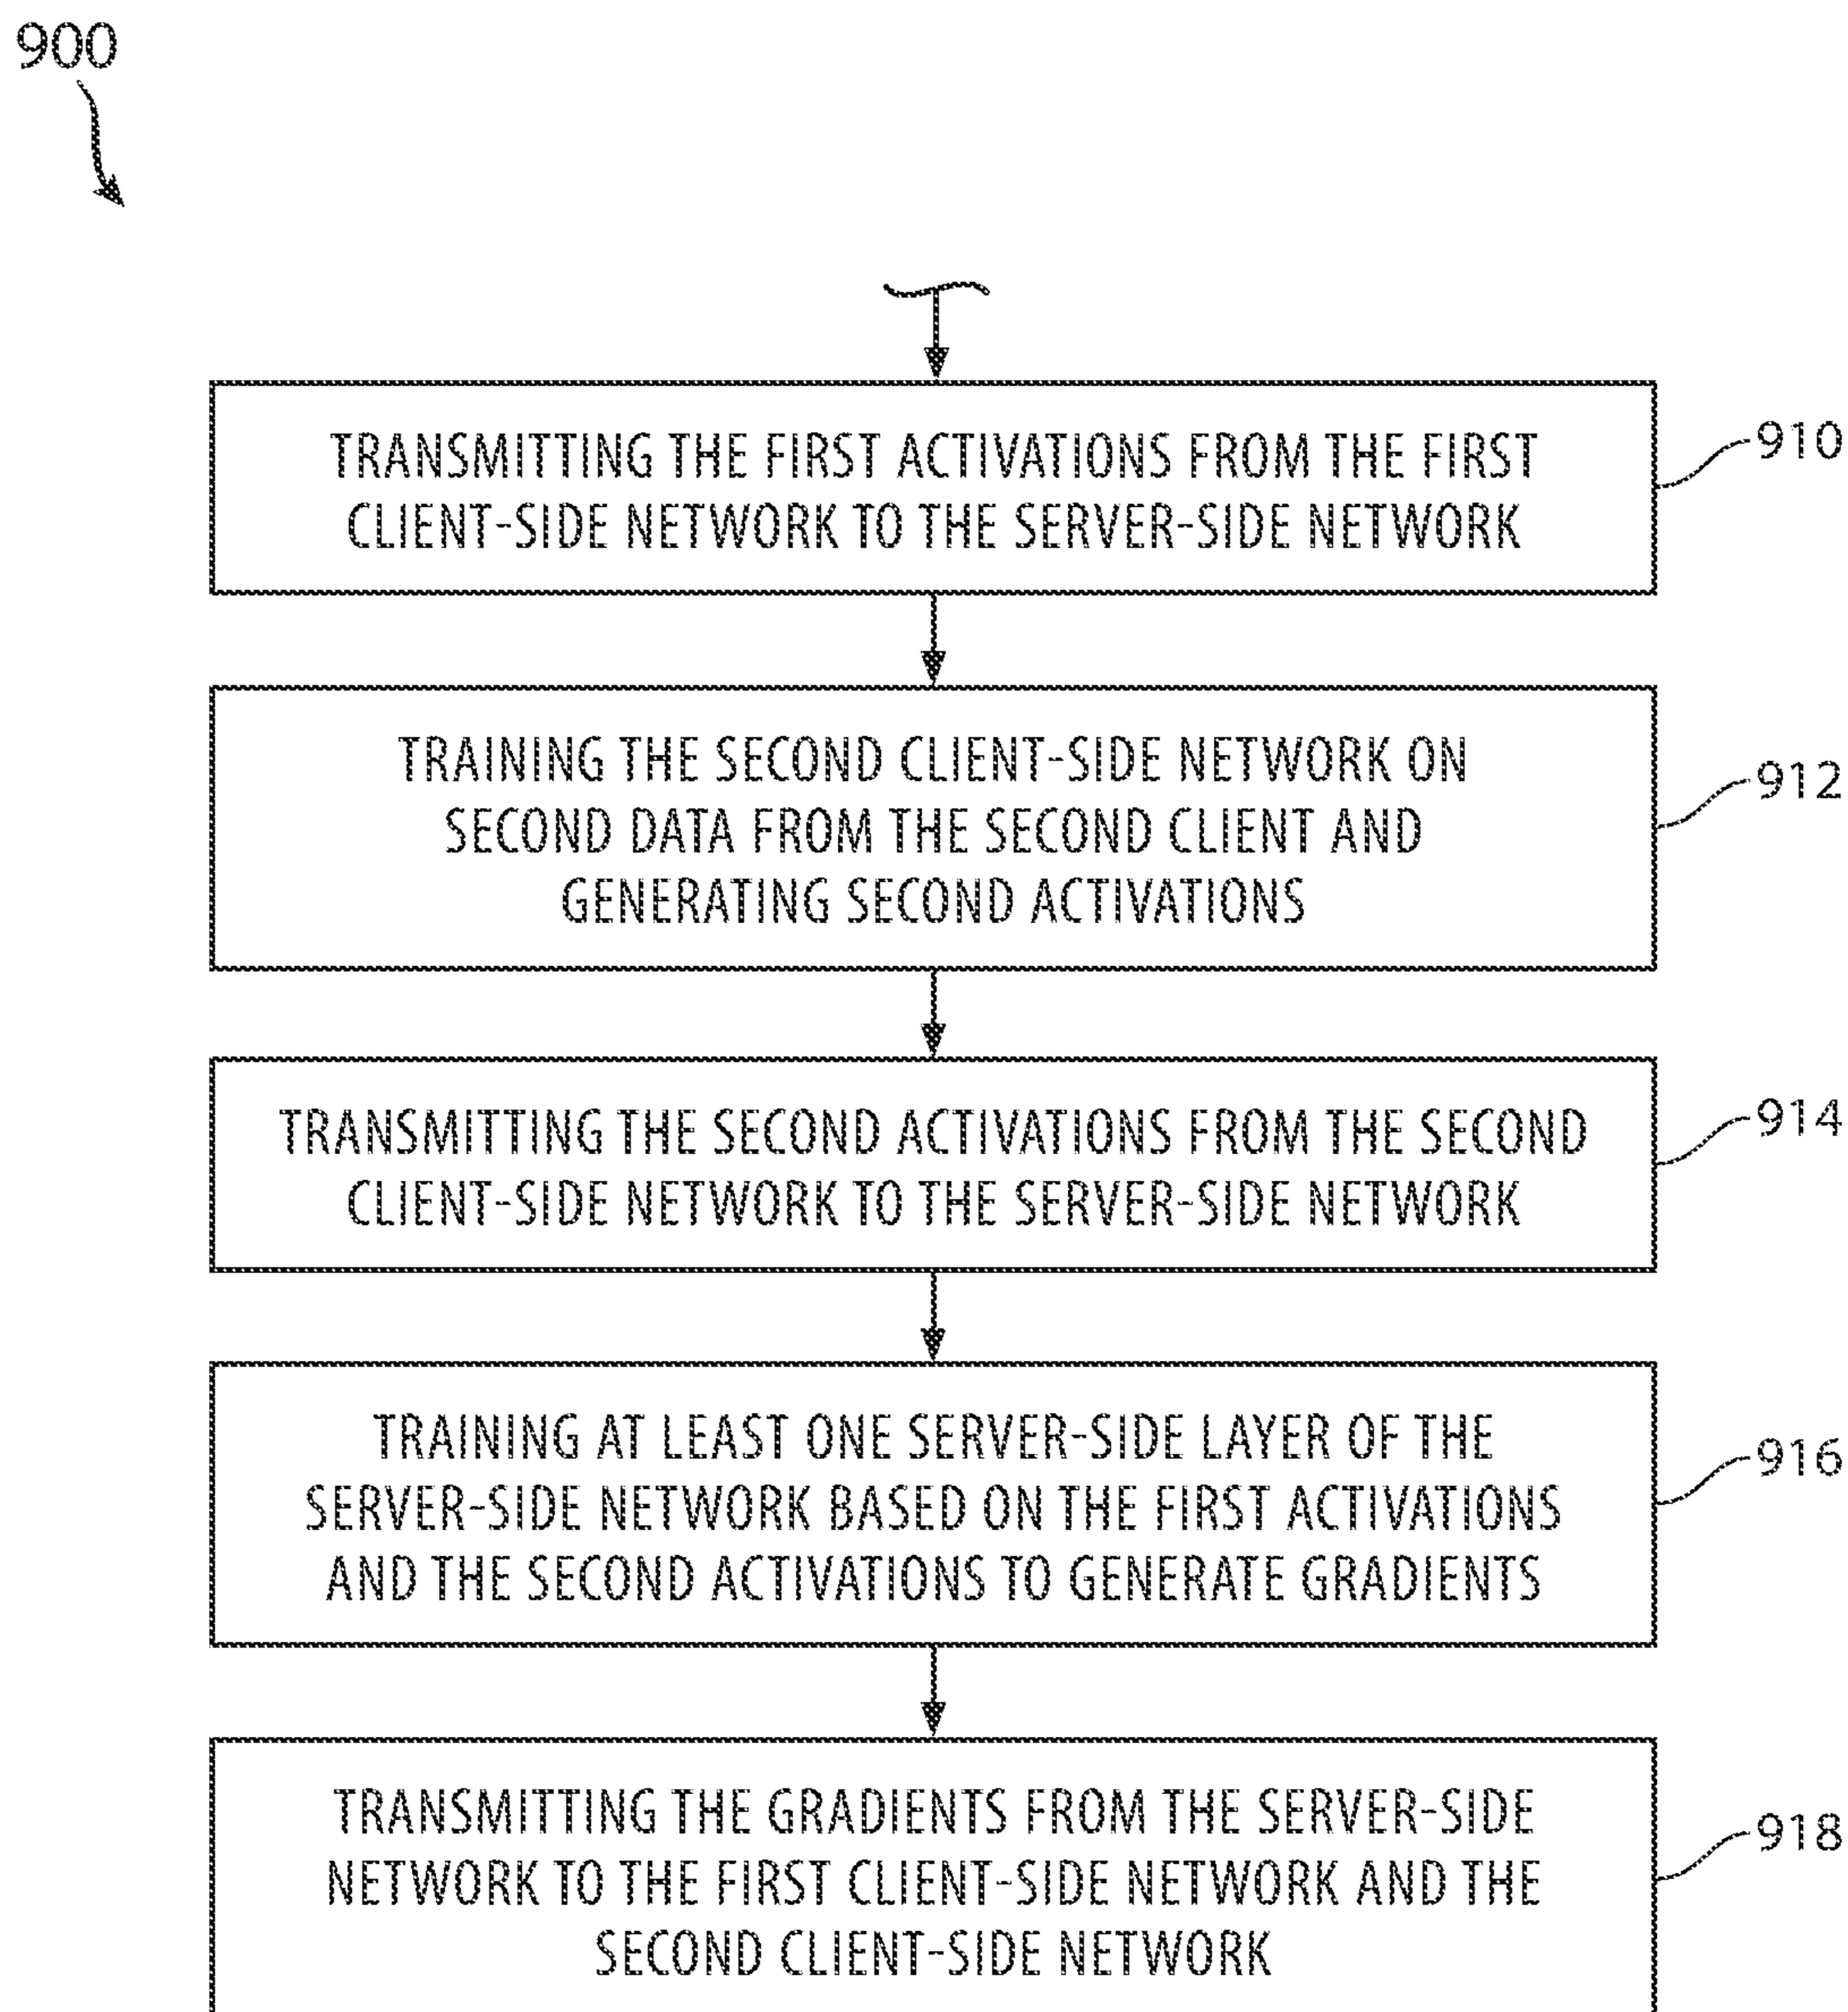 900
TRANSMITTING THE FIRST ACTIVATIONS FROM THE FIRST
CLIENT-SIDE NETWORK TO THE SERVER-SIDE NETWORK
910
TRAINING THE SECOND CLIENT-SIDE NETWORK ON
SECOND DATA FROM THE SECOND CLIENT AND
GENERATING SECOND ACTIVATIONS
912
TRANSMITTING THE SECOND ACTIVATIONS FROM THE SECOND
CLIENT-SIDE NETWORK TO THE SERVER-SIDE NETWORK
914
TRAINING AT LEAST ONE SERVER-SIDE LAYER OF THE
SERVER-SIDE NETWORK BASED ON THE FIRST ACTIVATIONS
AND THE SECOND ACTIVATIONS TO GENERATE GRADIENTS
916
TRANSMITTING THE GRADIENTS FROM THE SERVER-SIDE
NETWORK TO THE FIRST CLIENT-SIDE NETWORK AND THE
SECOND CLIENT-SIDE NETWORK
918